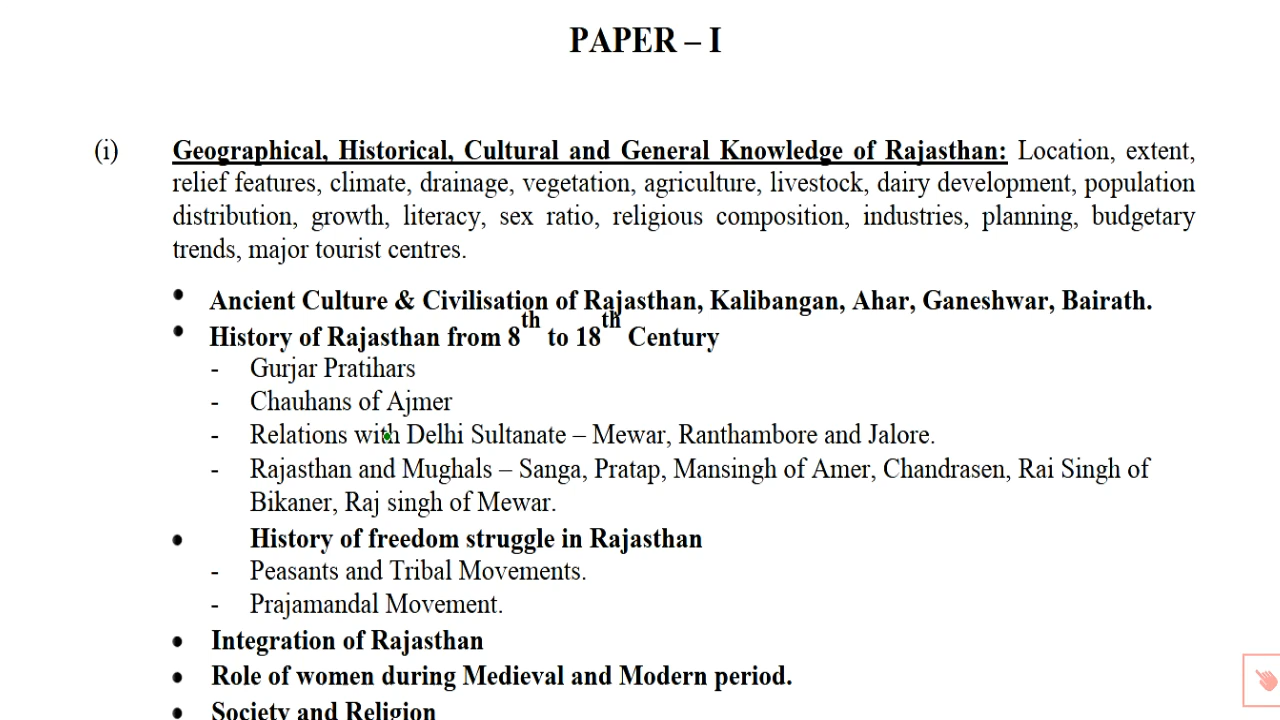 PAPER – I
(i) Geographical, Historical, Cultural and General Knowledge of Rajasthan: Location, extent,
relief features, climate, drainage, vegetation, agriculture, livestock, dairy development, population
distribution, growth, literacy, sex ratio, religious composition, industries, planning, budgetary
trends, major tourist centres.
• Ancient Culture & Civilisation of Rajasthan, Kalibangan, Ahar, Ganeshwar, Bairath.
• History of Rajasthan from 8th to 18th Century
- Gurjar Pratihars
- Chauhans of Ajmer
- Relations with Delhi Sultanate – Mewar, Ranthambore and Jalore.
- Rajasthan and Mughals – Sanga, Pratap, Mansingh of Amer, Chandrasen, Rai Singh of
Bikaner, Raj singh of Mewar.
• History of freedom struggle in Rajasthan
- Peasants and Tribal Movements.
- Prajamandal Movement.
• Integration of Rajasthan
• Role of women during Medieval and Modern period.
• Society and Religion